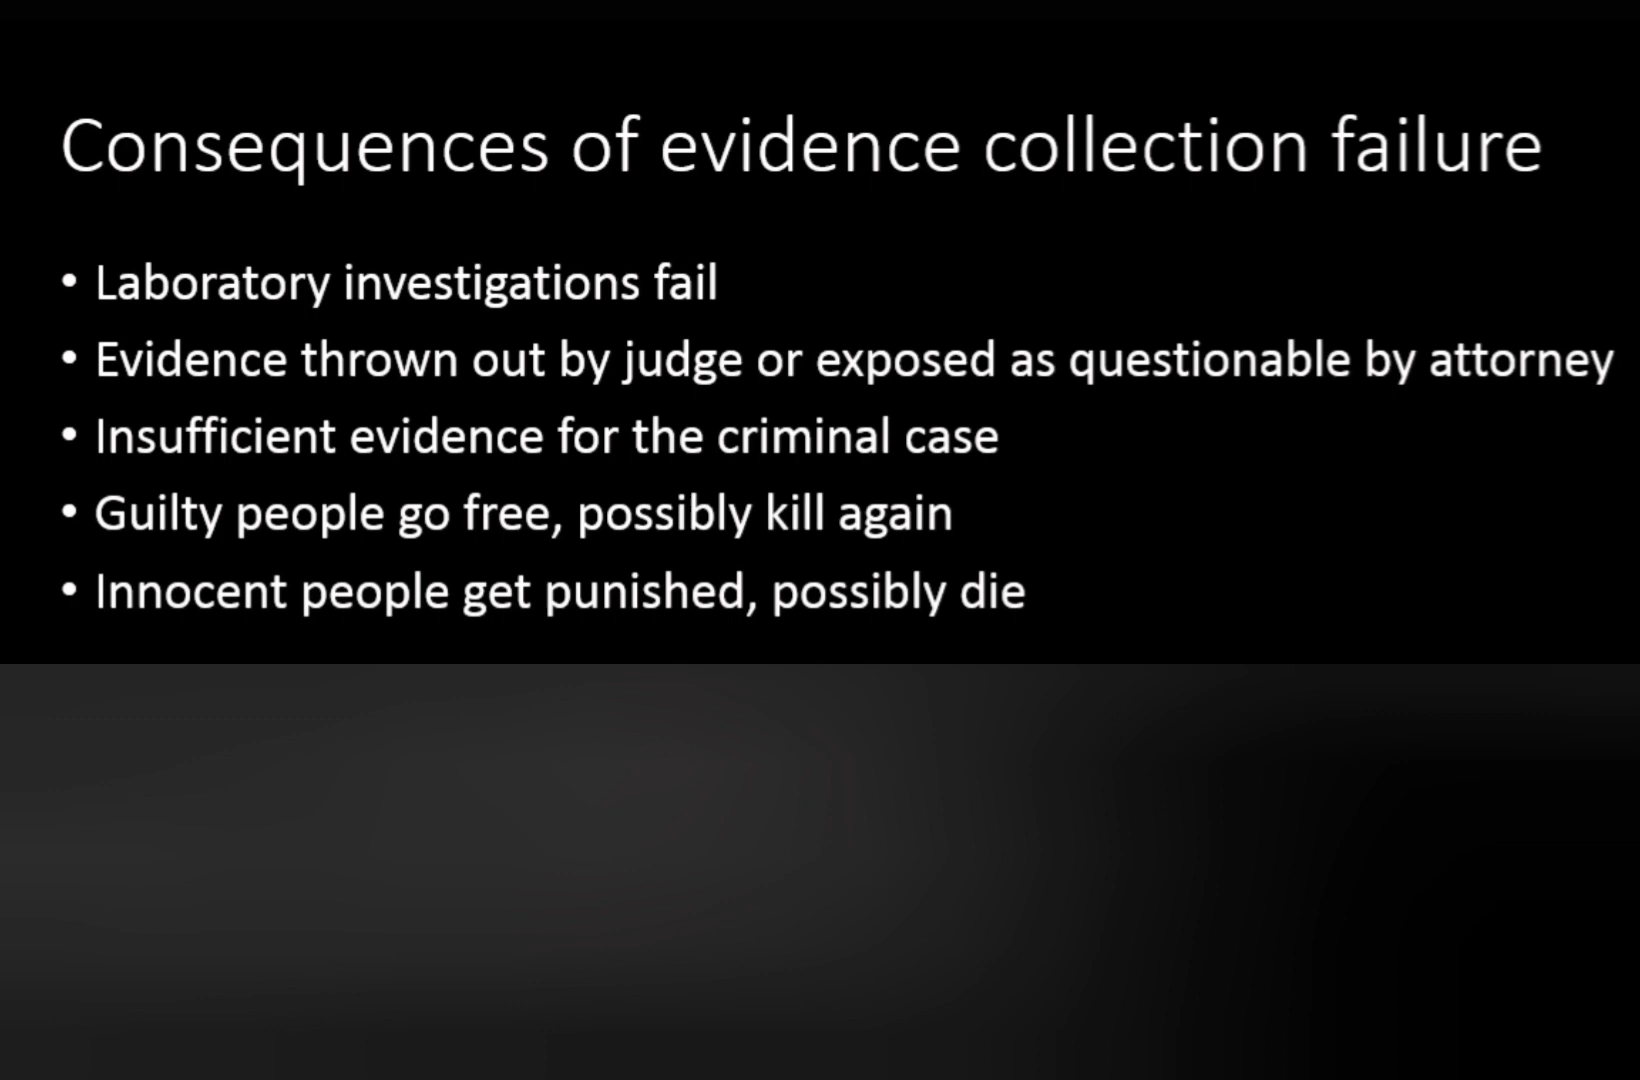 Consequences of evidence collection failure
• Laboratory investigations fail
• Evidence thrown out by judge or exposed as questionable by attorney
• Insufficient evidence for the criminal case
• Guilty people go free, possibly kill again
• Innocent people get punished, possibly die